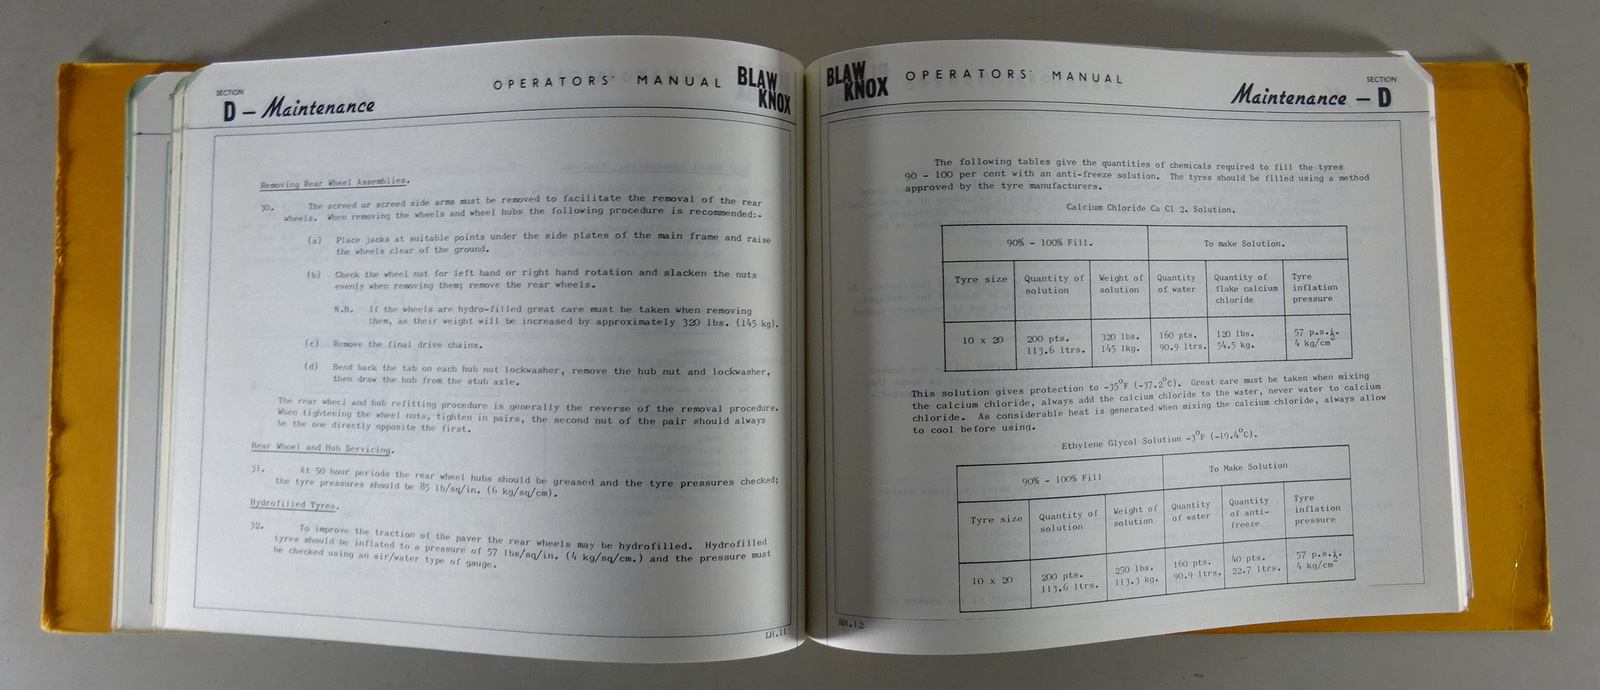 SECTION
D — Maintenance
OPERATORS' MANUAL
BLAW
KNOX
Removing Rear Wheel Assemblies.
30. The screed or screed side arms must be removed to facilitate the removal of the rear
wheels. When removing the wheels and wheel hubs the following procedure is recommended:-
(a) Place jacks at suitable points under the side plates of the main frame and raise
the wheels clear of the ground.
(b) Check the wheel nut for left hand or right hand rotation and slacken the nuts
evenly when removing them; remove the rear wheels.
N.B. If the wheels are hydro-filled great care must be taken when removing
them, as their weight will be increased by approximately 320 lbs. (145 kg).
(c) Remove the final drive chains.
(d) Bend back the tab on each hub nut lockwasher, remove the hub nut and lockwasher,
then draw the hub from the stub axle.
The rear wheel and hub refitting procedure is generally the reverse of the removal procedure.
When tightening the wheel nuts, tighten in pairs, the second nut of the pair should always
be the one directly opposite the first.
Rear Wheel and Hub Servicing.
31. At 50 hour periods the rear wheel hubs should be greased and the tyre pressures checked;
the tyre pressures should be 85 lb/sq/in. (6 kg/sq/cm).
Hydrofilled Tyres.
32. To improve the traction of the paver the rear wheels may be hydrofilled. Hydrofilled
tyres should be inflated to a pressure of 57 lbs/sq/in. (4 kg/sq/cm.) and the pressure must
be checked using an air/water type of gauge.
LH.11
BLAW
KNOX
OPERATORS' MANUAL
SECTION
Maintenance — D
The following tables give the quantities of chemicals required to fill the tyres
90 - 100 per cent with an anti-freeze solution. The tyres should be filled using a method
approved by the tyre manufacturers.
Calcium Chloride Ca Cl 2. Solution.
90% - 100% Fill. To make Solution.
Tyre size Quantity of solution Weight of solution Quantity of water Quantity of flake calcium chloride Tyre inflation pressure
10 x 20 200 pts. 113.6 ltrs. 320 lbs. 145 lkg. 160 pts. 90.9 ltrs. 120 lbs. 54.5 kg. 57 p.s.i. 4 kg/cm²
This solution gives protection to -35°F (-37.2°C). Great care must be taken when mixing
the calcium chloride, always add the calcium chloride to the water, never water to calcium
chloride. As considerable heat is generated when mixing the calcium chloride, always allow
to cool before using.
Ethylene Glycol Solution -3°F (-19.4°C).
90% - 100% Fill To Make Solution
Tyre size Quantity of solution Weight of solution Quantity of water Quantity of anti-freeze Tyre inflation pressure
10 x 20 200 pts. 113.6 ltrs. 250 lbs. 113.3 kg. 160 pts. 90.9 ltrs. 40 pts. 22.7 ltrs. 57 p.s.i. 4 kg/cm²
RH.12